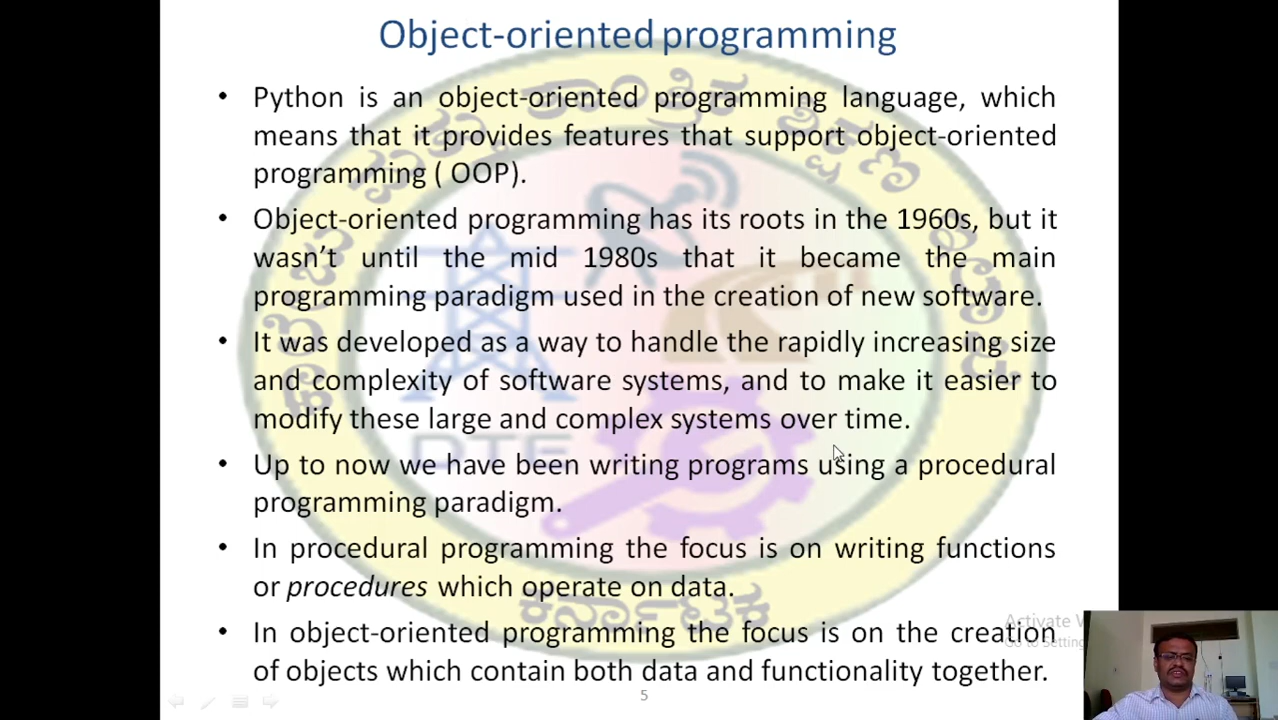 Object-oriented programming
• Python is an object-oriented programming language, which
means that it provides features that support object-oriented
programming ( OOP).
• Object-oriented programming has its roots in the 1960s, but it
wasn’t until the mid 1980s that it became the main
programming paradigm used in the creation of new software.
• It was developed as a way to handle the rapidly increasing size
and complexity of software systems, and to make it easier to
modify these large and complex systems over time.
• Up to now we have been writing programs using a procedural
programming paradigm.
• In procedural programming the focus is on writing functions
or procedures which operate on data.
• In object-oriented programming the focus is on the creation
of objects which contain both data and functionality together.
5
Activate
Go to Setting
DTE
ಕರ್ನಾಟಕ